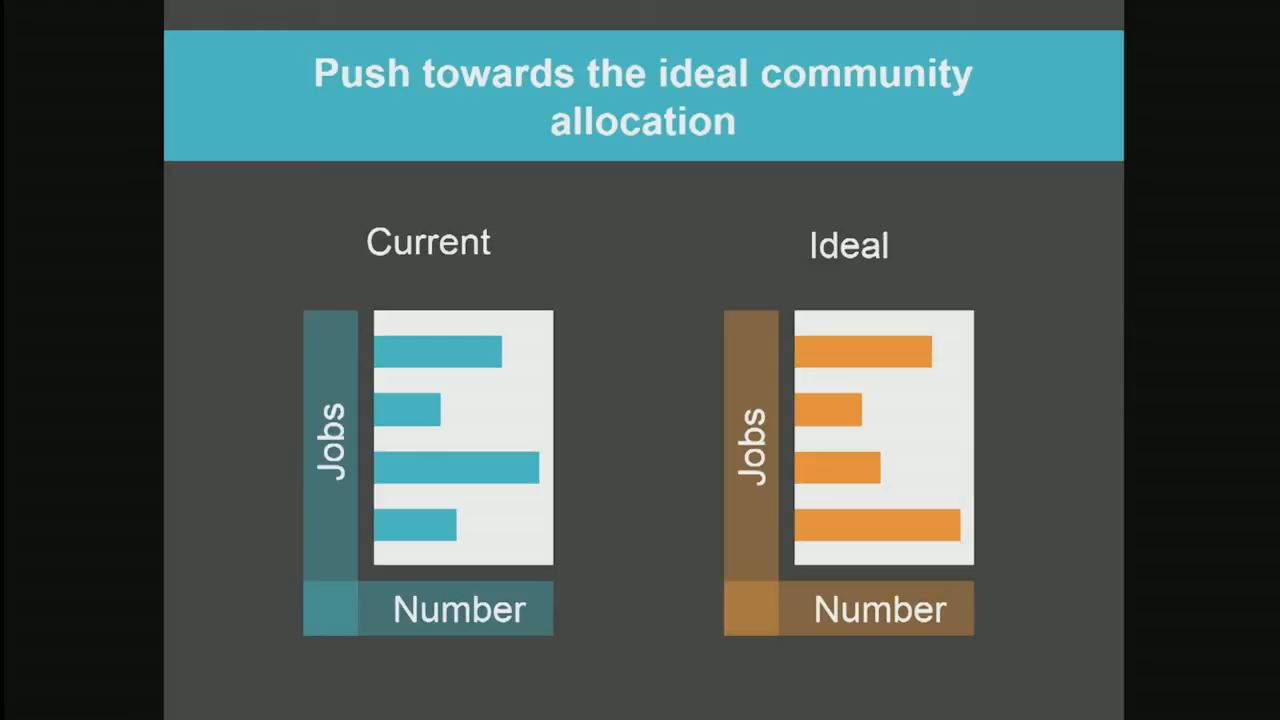 Push towards the ideal community
allocation
Current
Ideal
Jobs
Number
Jobs
Number